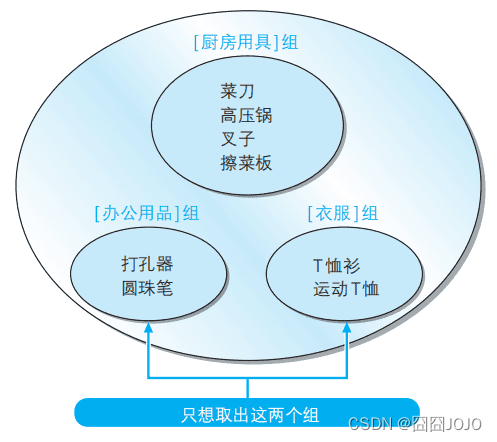 [厨房用具]组
菜刀
高压锅
叉子
擦菜板
[办公用品]组
[衣服]组
打孔器
圆珠笔
T恤衫
运动T恤
只想取出这两个组
CSDN @囧囧JOJO